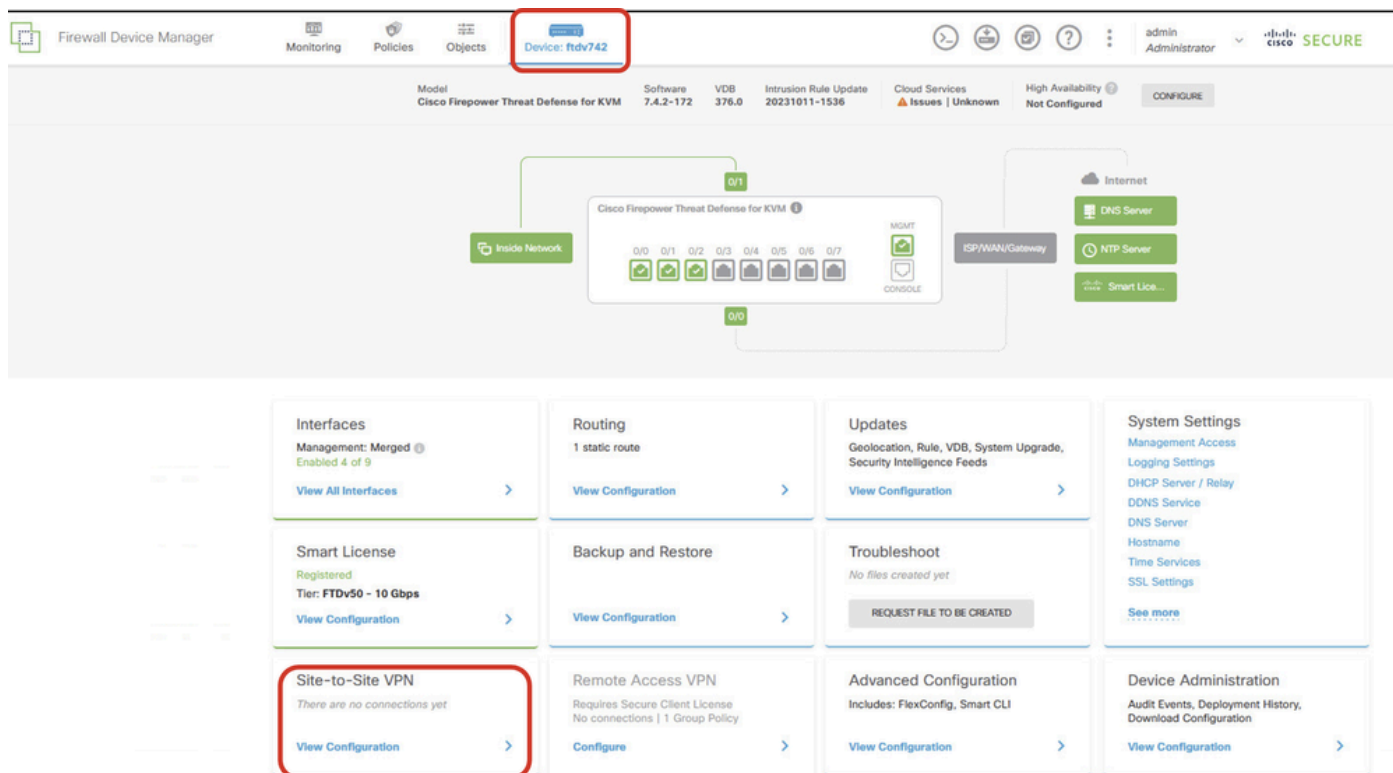 Firewall Device Manager
Monitoring
Policies
Objects
Device: ftdv742
admin
Administrator
CISCO SECURE
Model
Cisco Firepower Threat Defense for KVM
Software
7.4.2-172
VDB
376.0
Intrusion Rule Update
20231011-1536
Cloud Services
Issues | Unknown
High Availability
Not Configured
CONFIGURE
0/1
Internet
Cisco Firepower Threat Defense for KVM
DNS Server
MGMT
Inside Network
0/0 0/1 0/2 0/3 0/4 0/5 0/6 0/7
ISP/WAN/Gateway
NTP Server
CONSOLE
Smart Lice...
0/0
Interfaces
Management: Merged
Enabled 4 of 9
View All Interfaces
Routing
1 static route
View Configuration
Updates
Geolocation, Rule, VDB, System Upgrade,
Security Intelligence Feeds
View Configuration
System Settings
Management Access
Logging Settings
DHCP Server / Relay
DDNS Service
DNS Server
Hostname
Time Services
SSL Settings
See more
Smart License
Registered
Tier: FTDv50 - 10 Gbps
View Configuration
Backup and Restore
View Configuration
Troubleshoot
No files created yet
REQUEST FILE TO BE CREATED
Site-to-Site VPN
There are no connections yet
View Configuration
Remote Access VPN
Requires Secure Client License
No connections | 1 Group Policy
Configure
Advanced Configuration
Includes: FlexConfig, Smart CLI
View Configuration
Device Administration
Audit Events, Deployment History,
Download Configuration
View Configuration